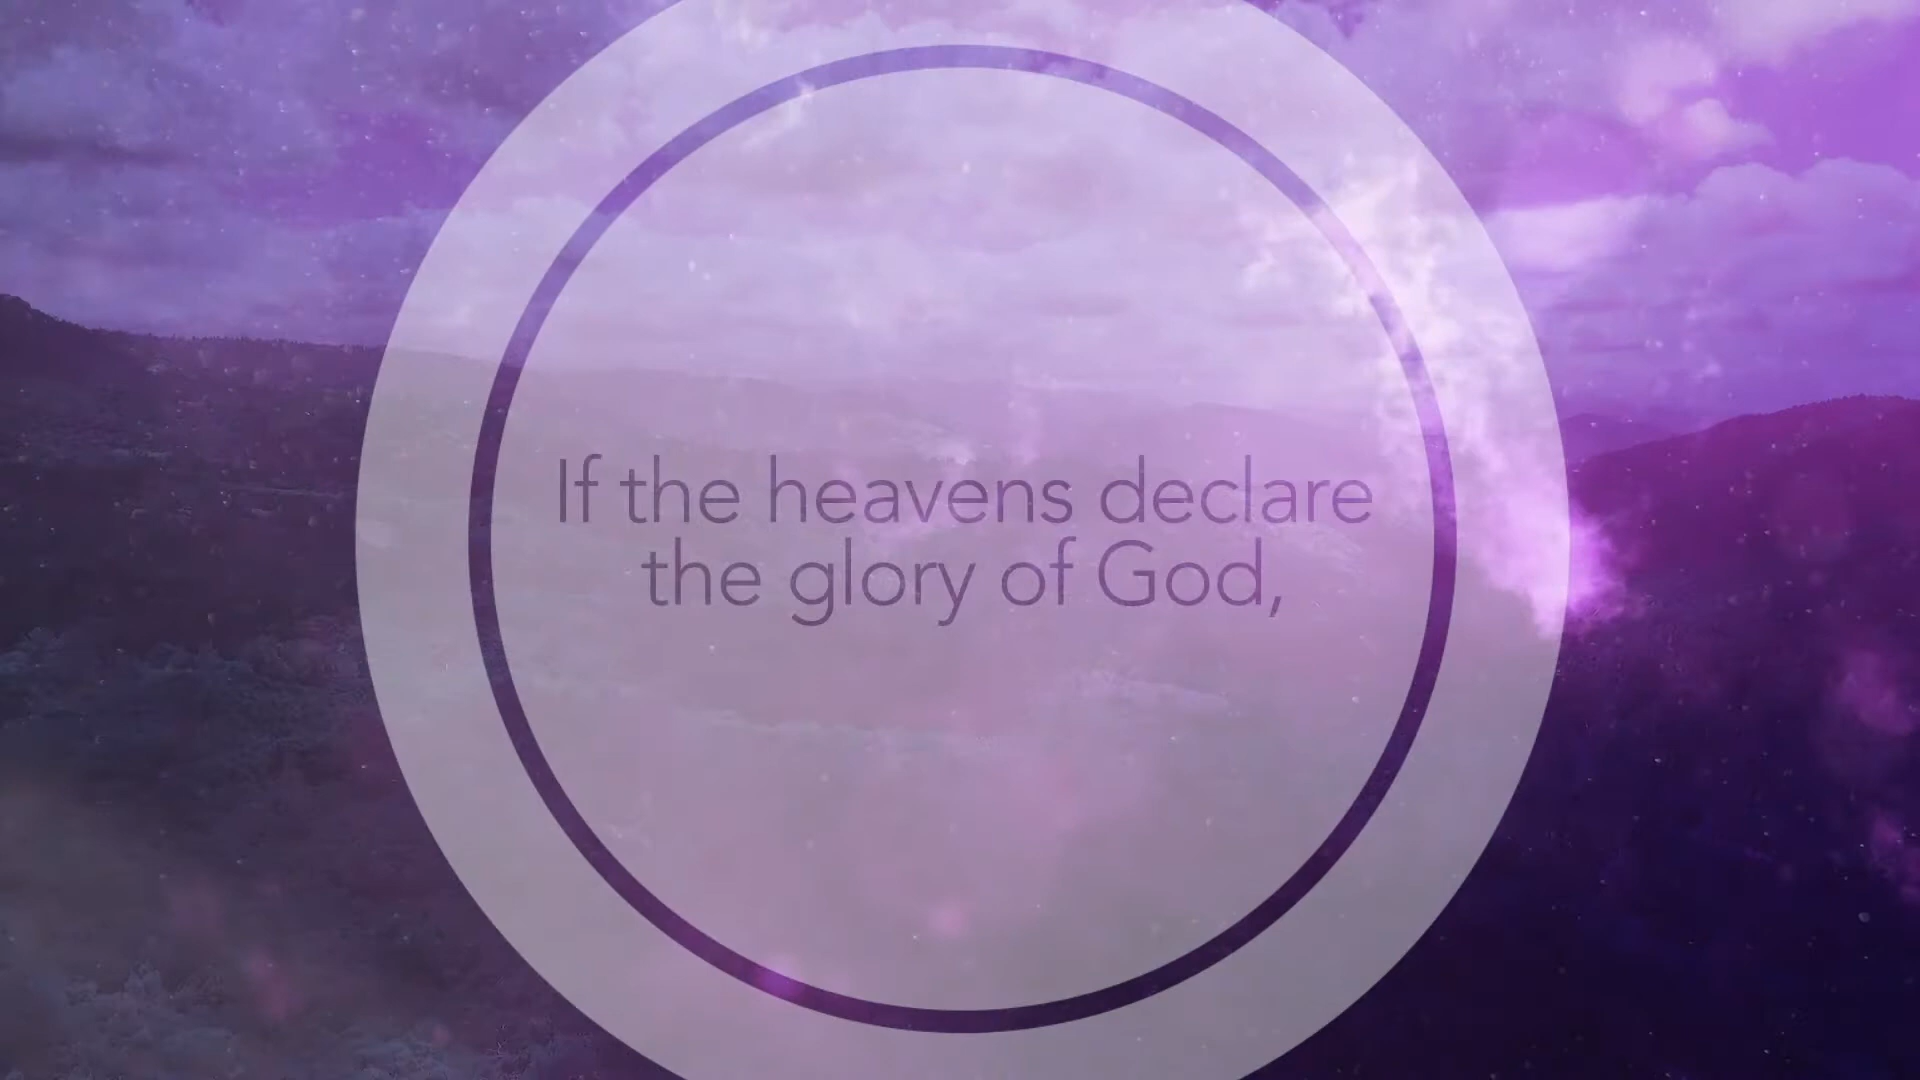 If the heavens declare
the glory of God,